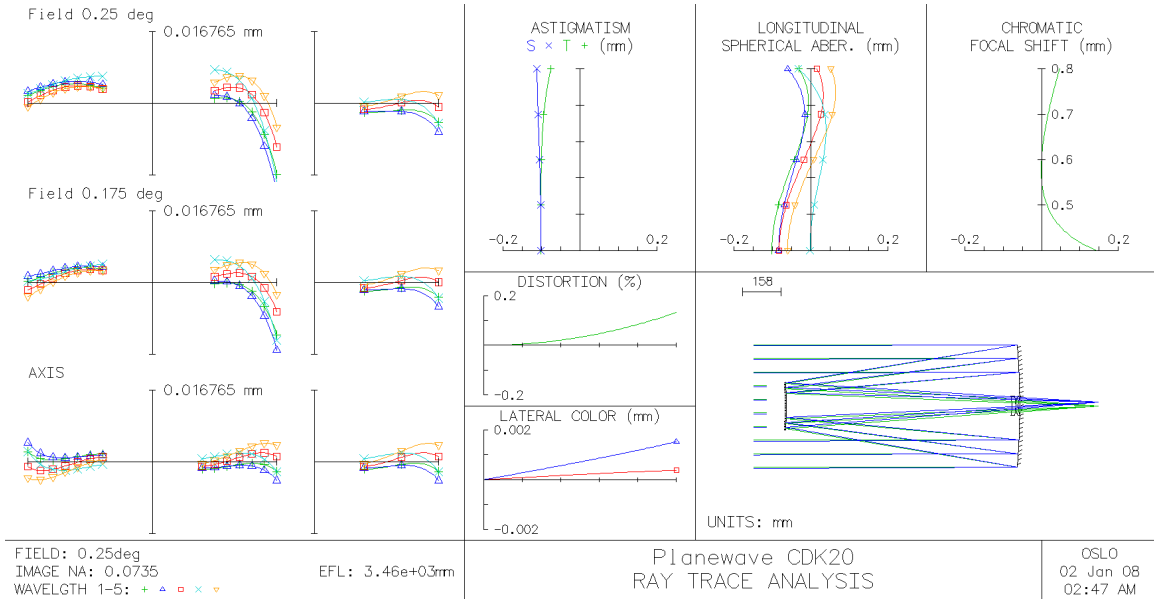 Field 0.25 deg
0.016765 mm
Field 0.175 deg
0.016765 mm
AXIS
0.016765 mm
ASTIGMATISM
S × T + (mm)
-0.2
0.2
LONGITUDINAL
SPHERICAL ABER. (mm)
-0.2
0.2
CHROMATIC
FOCAL SHIFT (mm)
0.8
0.7
0.6
0.5
-0.2
0.2
DISTORTION (%)
0.2
-0.2
LATERAL COLOR (mm)
0.002
-0.002
158
UNITS: mm
FIELD: 0.25deg
IMAGE NA: 0.0735
EFL: 3.46e+03mm
WAVELGTH 1-5:
Planewave CDK20
RAY TRACE ANALYSIS
OSLO
02 Jan 08
02:47 AM